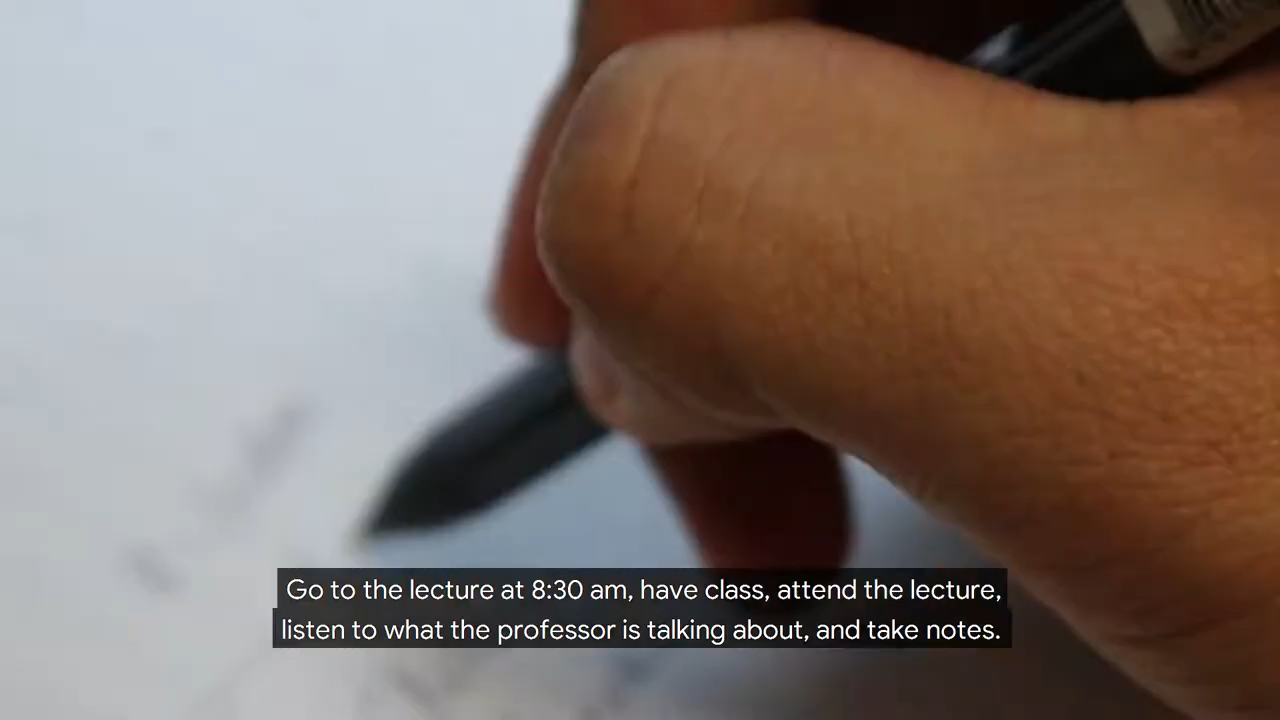 Go to the lecture at 8:30 am, have class, attend the lecture,
listen to what the professor is talking about, and take notes.